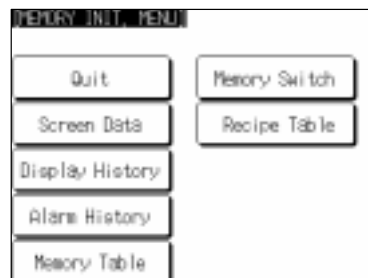 [MEMORY INIT. MENU]
Quit
Memory Switch
Screen Data
Recipe Table
Display History
Alarm History
Memory Table